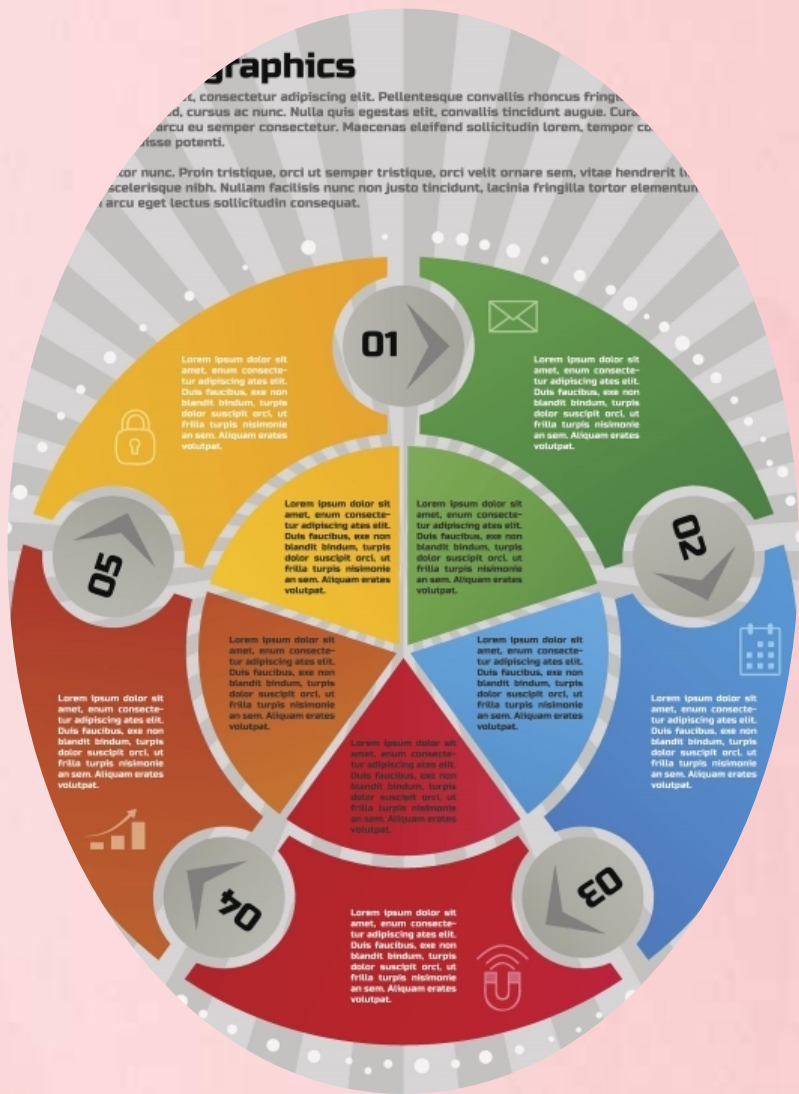 graphics
consectetur adipiscing elit. Pellentesque convallis rhoncus
cursus ac nunc. Nulla quis egestas elit, convallis tincidunt augue.
arcu eu semper consectetur. Maecenas eleifend sollicitudin lorem, tempor
potenti.
nunc. Proin tristique, orci ut semper tristique, orci velit ornare sem, vitae hendrerit
scelerisque nibh. Nullam facilisis nunc non justo tincidunt, lacinia fringilla tortor elementum
arcu eget lectus sollicitudin consequat.
01
Lorem ipsum dolor sit
amet, enum consecte-
tur adipiscing ates elit.
Duis faucibus, exe non
blandit bindum, turpis
dolor suscipit orci, ut
frilla turpis nisimonie
an sem. Aliquam erates
volutpat.
Lorem ipsum dolor sit
amet, enum consecte-
tur adipiscing ates elit.
Duis faucibus, exe non
blandit bindum, turpis
dolor suscipit orci, ut
frilla turpis nisimonie
an sem. Aliquam erates
volutpat.
Lorem ipsum dolor sit
amet, enum consecte-
tur adipiscing ates elit.
Duis faucibus, exe non
blandit bindum, turpis
dolor suscipit orci, ut
frilla turpis nisimonie
an sem. Aliquam erates
volutpat.
Lorem ipsum dolor sit
amet, enum consecte-
tur adipiscing ates elit.
Duis faucibus, exe non
blandit bindum, turpis
dolor suscipit orci, ut
frilla turpis nisimonie
an sem. Aliquam erates
volutpat.
05
02
Lorem ipsum dolor sit
amet, enum consecte-
tur adipiscing ates elit.
Duis faucibus, exe non
blandit bindum, turpis
dolor suscipit orci, ut
frilla turpis nisimonie
an sem. Aliquam erates
volutpat.
Lorem ipsum dolor sit
amet, enum consecte-
tur adipiscing ates elit.
Duis faucibus, exe non
blandit bindum, turpis
dolor suscipit orci, ut
frilla turpis nisimonie
an sem. Aliquam erates
volutpat.
Lorem ipsum dolor sit
amet, enum consecte-
tur adipiscing ates elit.
Duis faucibus, exe non
blandit bindum, turpis
dolor suscipit orci, ut
frilla turpis nisimonie
an sem. Aliquam erates
volutpat.
Lorem ipsum dolor sit
amet, enum consecte-
tur adipiscing ates elit.
Duis faucibus, exe non
blandit bindum, turpis
dolor suscipit orci, ut
frilla turpis nisimonie
an sem. Aliquam erates
volutpat.
Lorem ipsum dolor sit
amet, enum consecte-
tur adipiscing ates elit.
Duis faucibus, exe non
blandit bindum, turpis
dolor suscipit orci, ut
frilla turpis nisimonie
an sem. Aliquam erates
volutpat.
04
03
Lorem ipsum dolor sit
amet, enum consecte-
tur adipiscing ates elit.
Duis faucibus, exe non
blandit bindum, turpis
dolor suscipit orci, ut
frilla turpis nisimonie
an sem. Aliquam erates
volutpat.